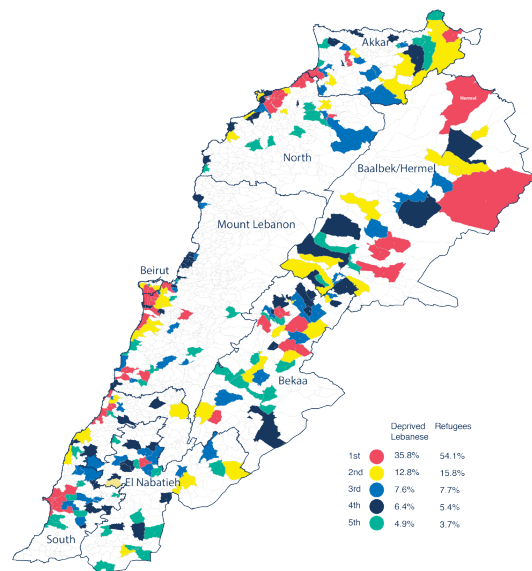 Akkar
Hermel
North
Baalbek/Hermel
Mount Lebanon
Beirut
Bekaa
El Nabatieh
South
Deprived Lebanese Refugees
1st 35.8% 54.1%
2nd 12.8% 15.8%
3rd 7.6% 7.7%
4th 6.4% 5.4%
5th 4.9% 3.7%